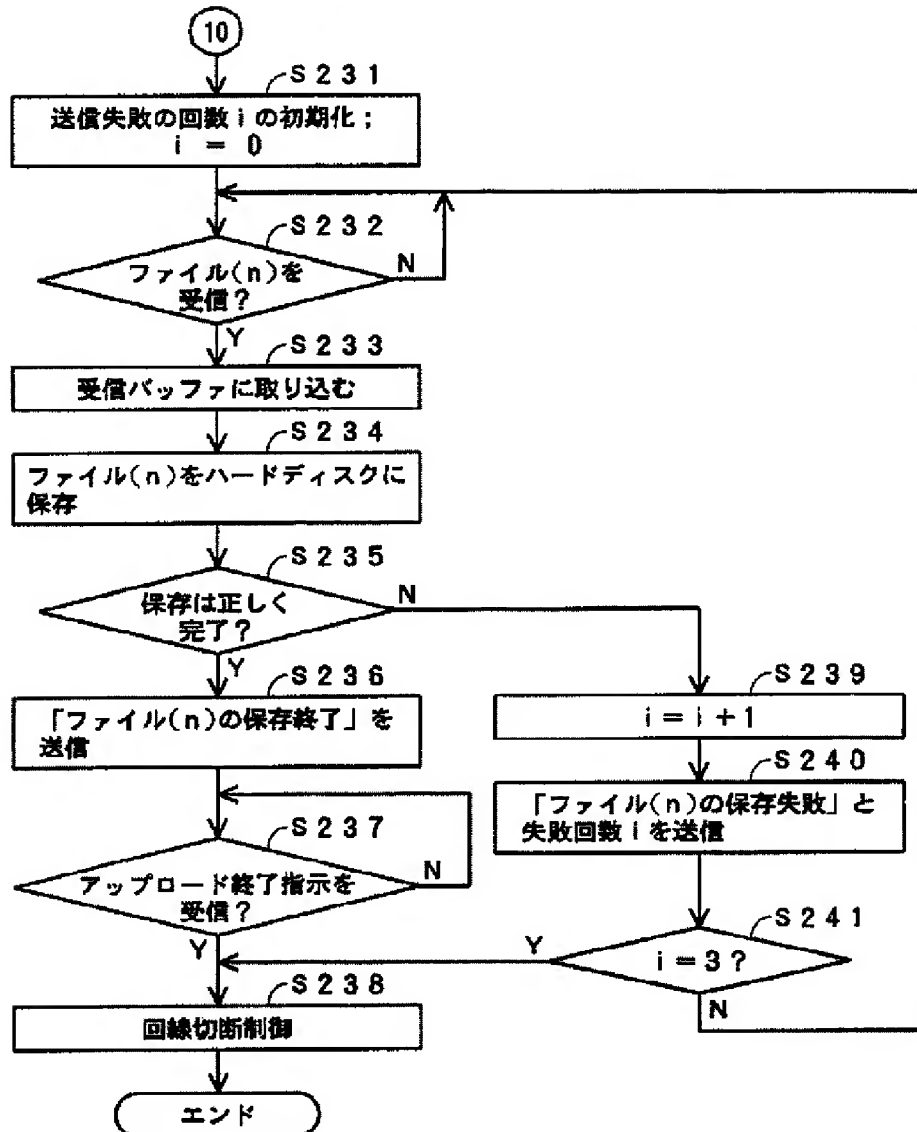 10
S231
送信失敗の回数iの初期化;
i = 0
S232
ファイル(n)を
受信?
N
Y
S233
受信バッファに取り込む
S234
ファイル(n)をハードディスクに
保存
S235
保存は正しく
完了?
N
Y
S236
「ファイル(n)の保存終了」を
送信
S237
アップロード終了指示を
受信?
N
Y
S238
回線切断制御
エンド
S239
i=i+1
S240
「ファイル(n)の保存失敗」と
失敗回数iを送信
S241
i=3?
Y
N